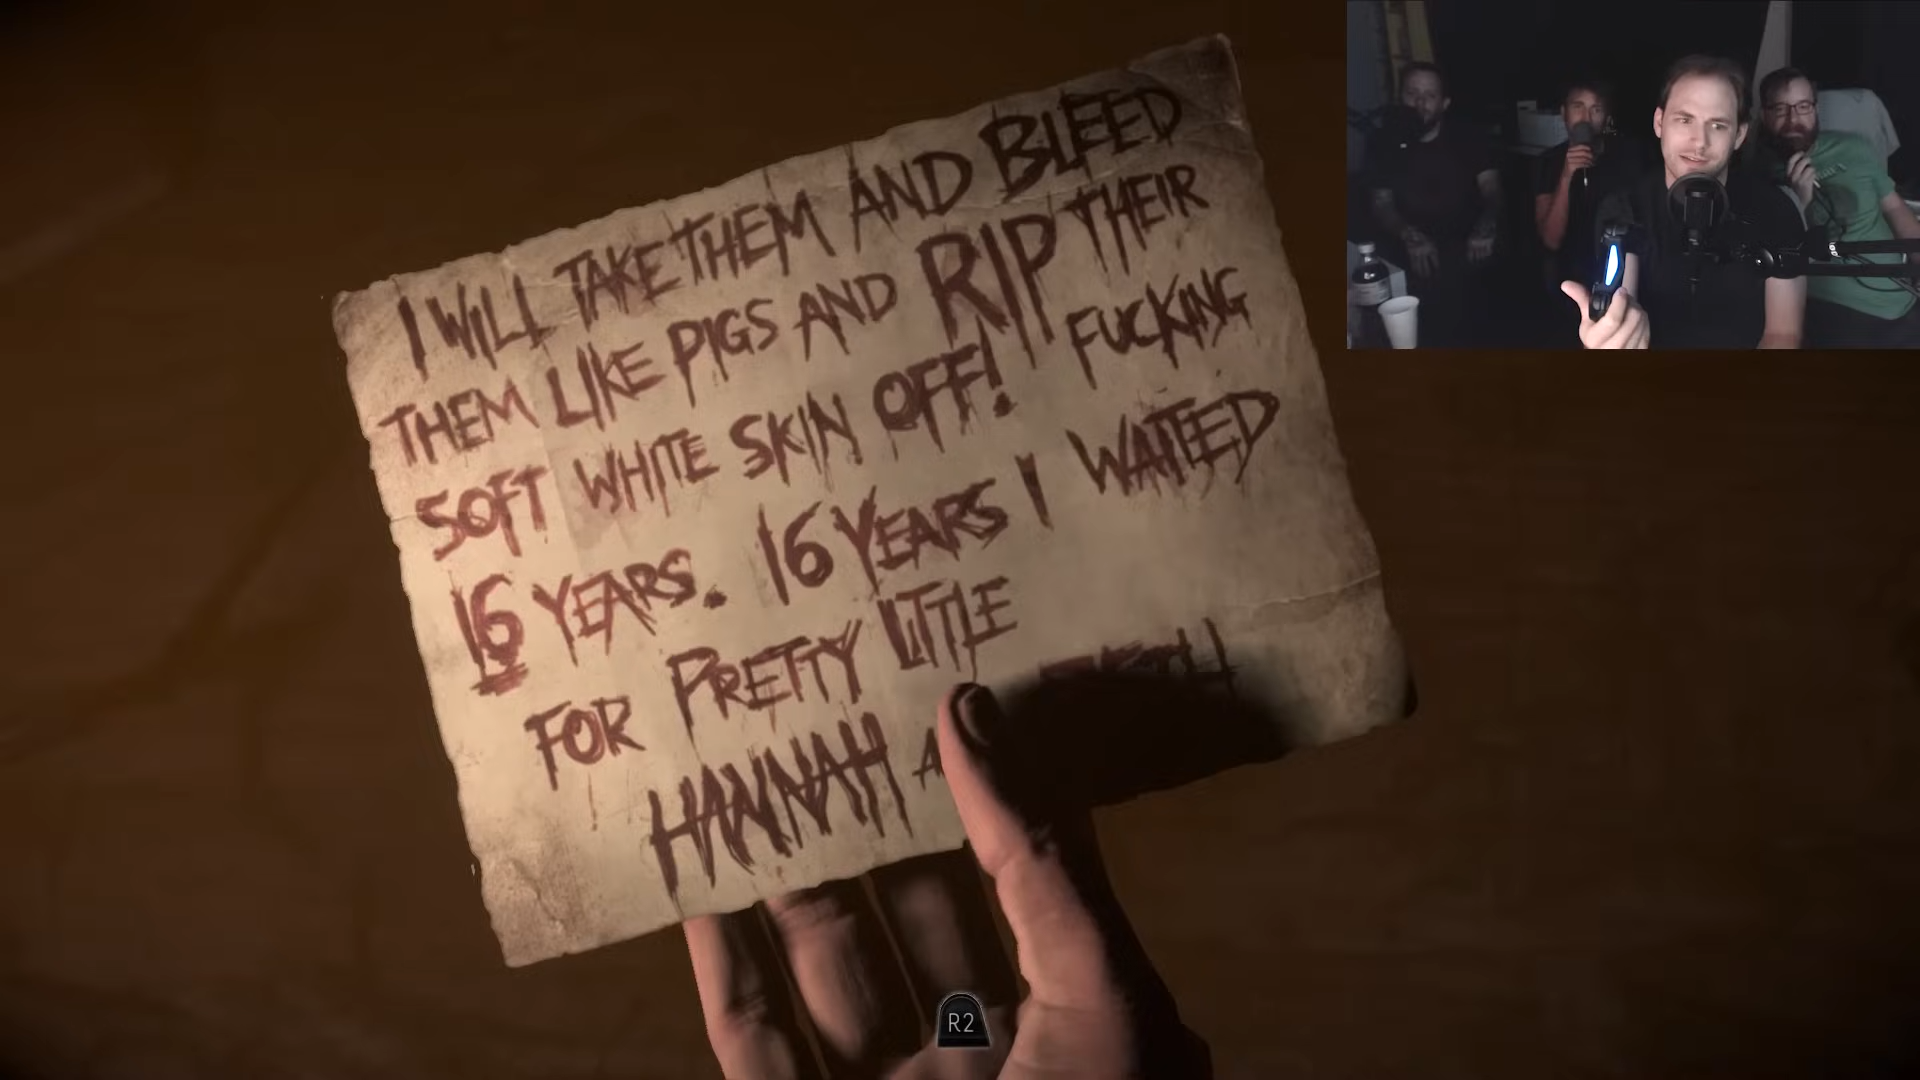 I WILL TAKE THEM AND BLEED
THEM LIKE PIGS AND RIP THEIR
SOFT WHITE SKIN OFF! FUCKING
16 YEARS. 16 YEARS I WAITED
FOR PRETTY LITTLE
HANNAH
R2